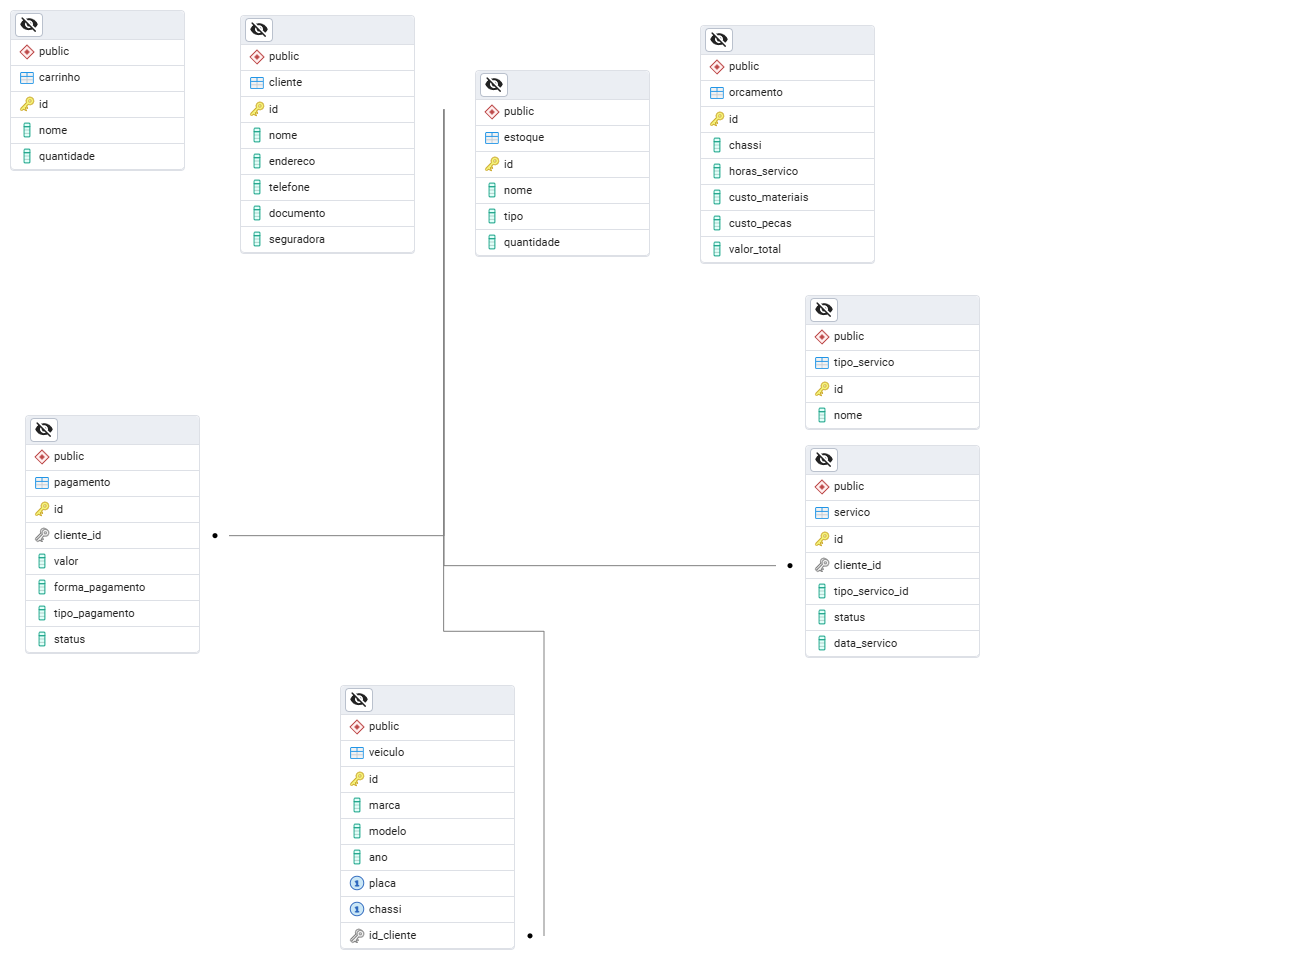 public
carrinho
id
nome
quantidade
public
cliente
id
nome
endereco
telefone
documento
seguradora
public
estoque
id
nome
tipo
quantidade
public
orcamento
id
chassi
horas_servico
custo_materiais
custo_pecas
valor_total
public
tipo_servico
id
nome
public
pagamento
id
cliente_id
valor
forma_pagamento
tipo_pagamento
status
public
servico
id
cliente_id
tipo_servico_id
status
data_servico
public
veiculo
id
marca
modelo
ano
1 placa
1 chassi
id_cliente